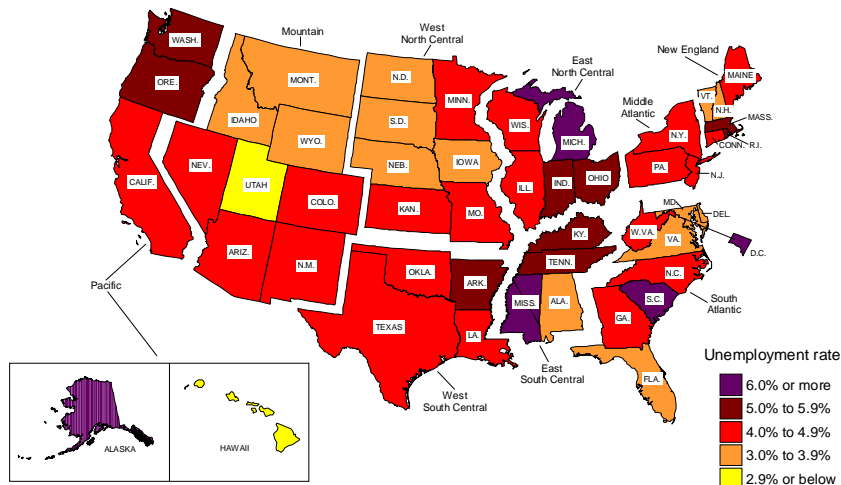 WASH.
ORE.
CALIF.
NEV.
IDAHO
MONT.
WYO.
UTAH
COLO.
ARIZ.
N.M.
Mountain
West
North Central
N.D.
S.D.
NEB.
KAN.
MINN.
IOWA
MO.
East
North Central
WIS.
MICH.
ILL.
IND.
OHIO
New England
MAINE
VT.
N.H.
MASS.
R.I.
CONN.
Middle
Atlantic
N.Y.
PA.
N.J.
MD.
DEL.
D.C.
W.VA.
VA.
N.C.
S.C.
GA.
FLA.
South
Atlantic
KY.
TENN.
MISS.
ALA.
East
South Central
OKLA.
ARK.
TEXAS
LA.
West
South Central
Pacific
ALASKA
HAWAII
Unemployment rate
6.0% or more
5.0% to 5.9%
4.0% to 4.9%
3.0% to 3.9%
2.9% or below